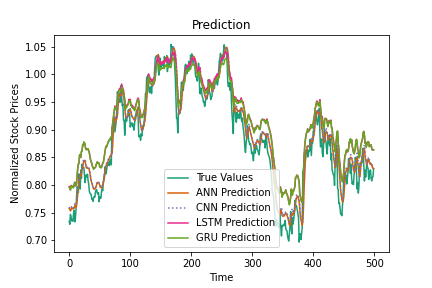 Prediction
Normalized Stock Prices
1.05
1.00
0.95
0.90
0.85
0.80
0.75
0.70
True Values
ANN Prediction
CNN Prediction
LSTM Prediction
GRU Prediction
0
100
200
300
400
500
Time